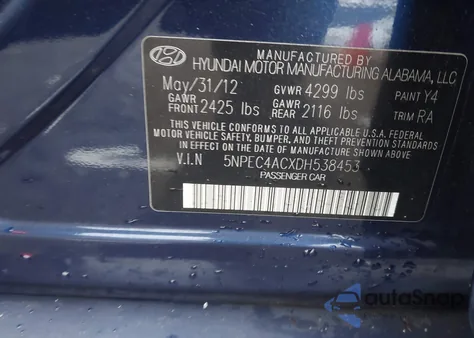 MANUFACTURED BY
HYUNDAI MOTOR MANUFACTURING ALABAMA, LLC
May/31/12 GVWR 4299 lbs PAINT Y4
GAWR FRONT 2425 lbs GAWR REAR 2116 lbs TRIM RA
THIS VEHICLE CONFORMS TO ALL APPLICABLE U.S.A. FEDERAL
MOTOR VEHICLE SAFETY, BUMPER, AND THEFT PREVENTION STANDARDS
IN EFFECT ON THE DATE OF MANUFACTURE SHOWN ABOVE.
V.I.N 5NPEC4ACXDH538453
PASSENGER CAR
autoSnap